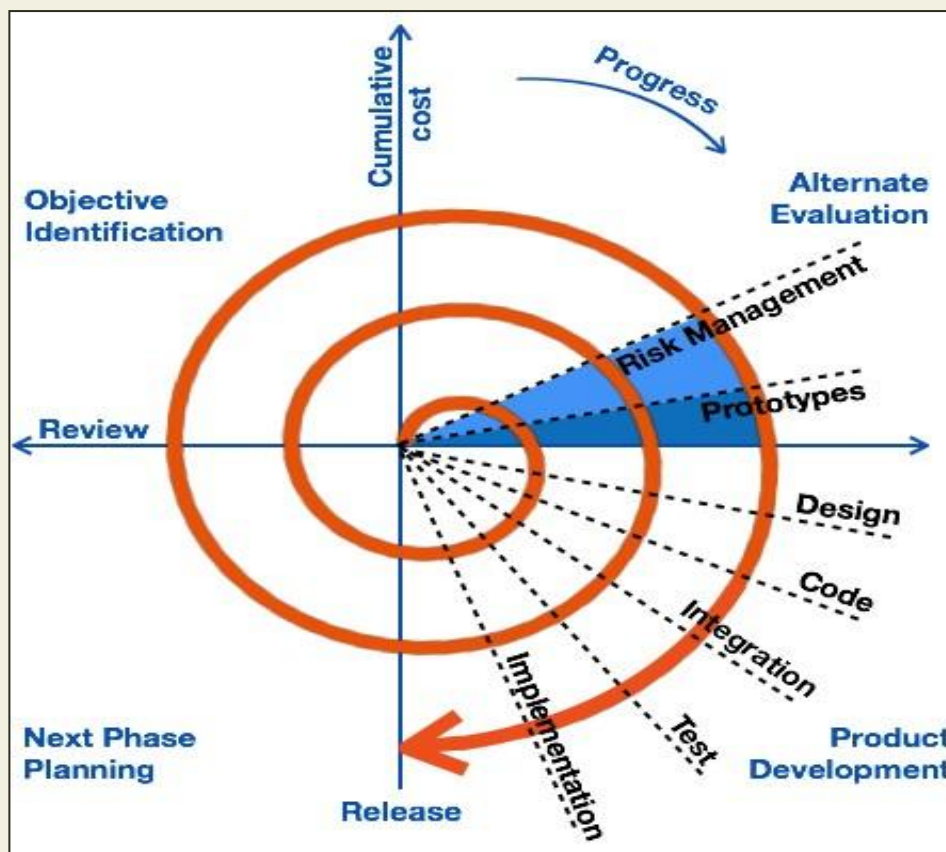 Cumulative
cost
Progress
Objective
Identification
Alternate
Evaluation
Risk Management
Prototypes
Review
Design
Code
Integration
Implementation
Test
Next Phase
Planning
Product
Development
Release